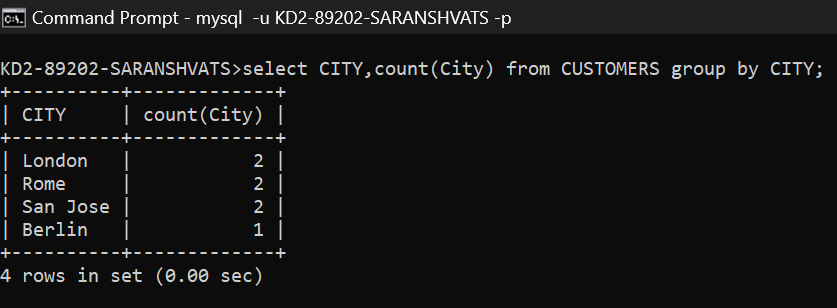 Command Prompt - mysql  -u KD2-89202-SARANSHVATS -p
KD2-89202-SARANSHVATS>select CITY,count(City) from CUSTOMERS group by CITY;
+----------+-------------+
| CITY     | count(City) |
+----------+-------------+
| London   |           2 |
| Rome     |           2 |
| San Jose |           2 |
| Berlin   |           1 |
+----------+-------------+
4 rows in set (0.00 sec)